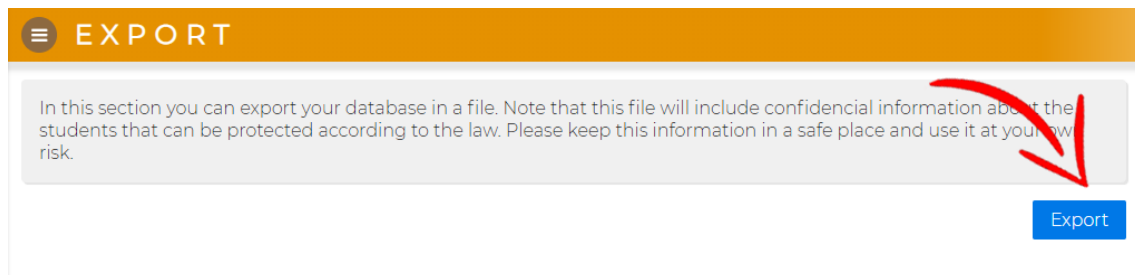 EXPORT
In this section you can export your database in a file. Note that this file will include confidencial information about the
students that can be protected according to the law. Please keep this information in a safe place and use it at your own
risk.
Export